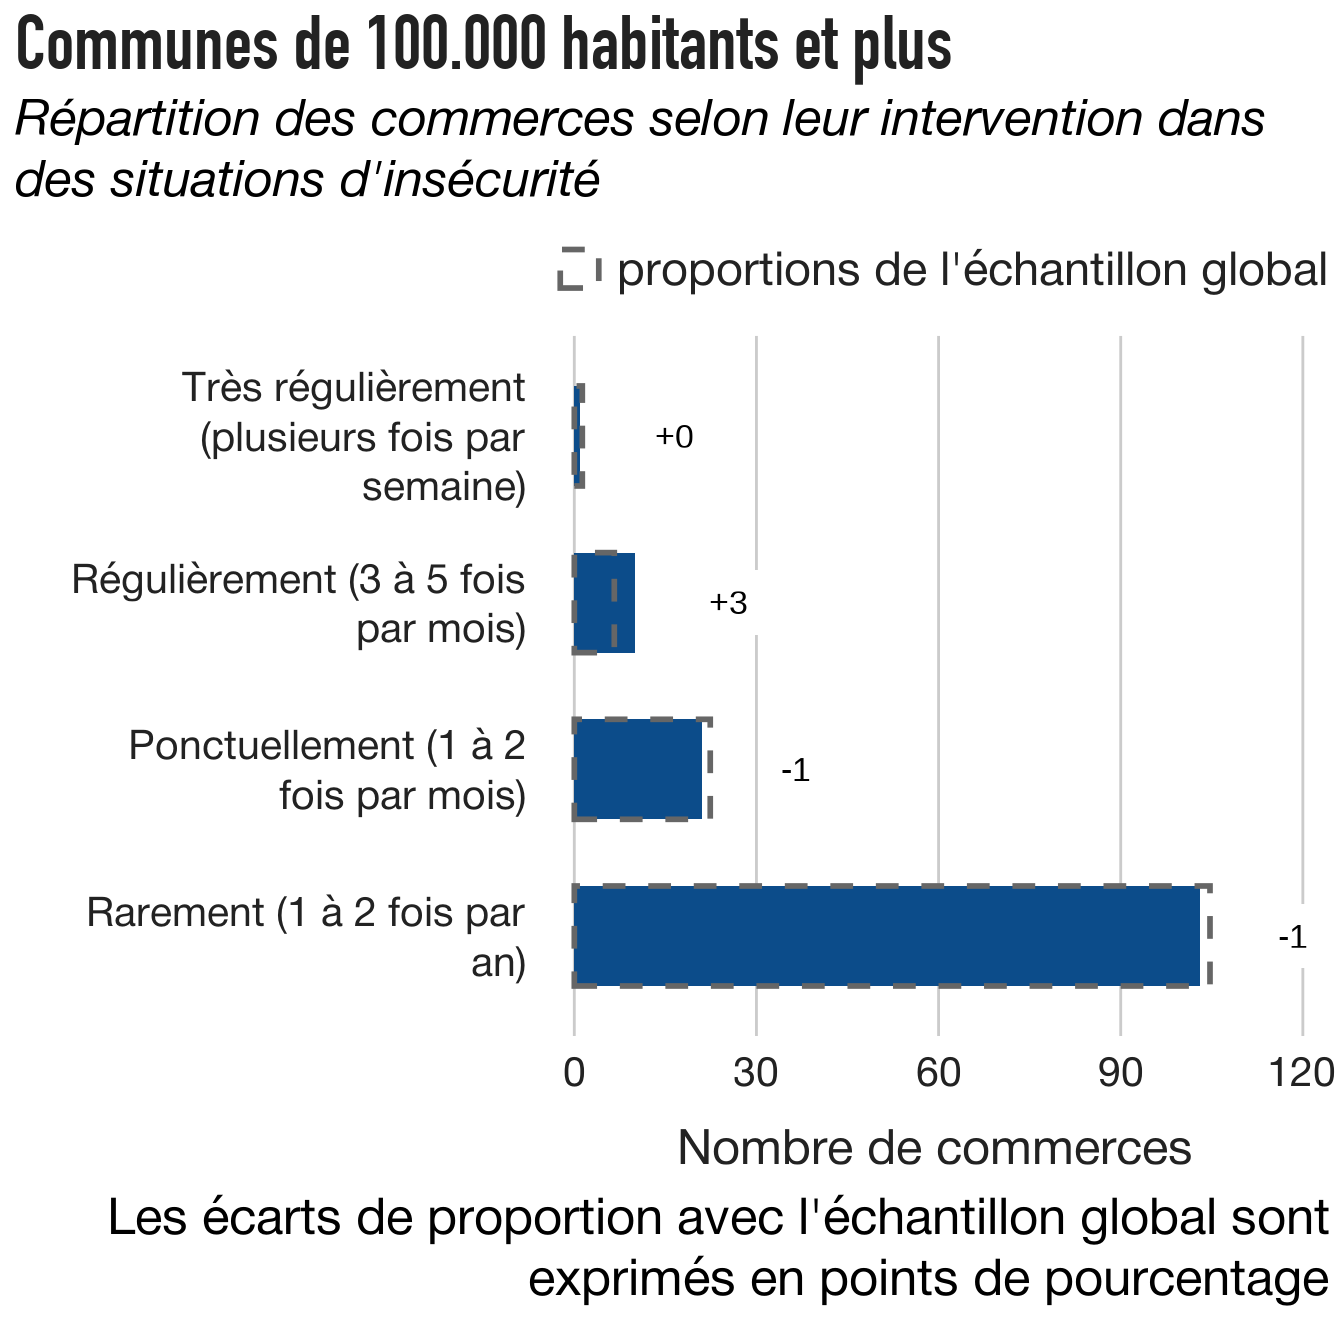 Communes de 100.000 habitants et plus
Répartition des commerces selon leur intervention dans
des situations d'insécurité
proportions de l'échantillon global
Très régulièrement
(plusieurs fois par
semaine)
+0
Régulièrement (3 à 5 fois
par mois)
+3
Ponctuellement (1 à 2
fois par mois)
-1
Rarement (1 à 2 fois par
an)
-1
0 30 60 90 120
Nombre de commerces
Les écarts de proportion avec l'échantillon global sont
exprimés en points de pourcentage